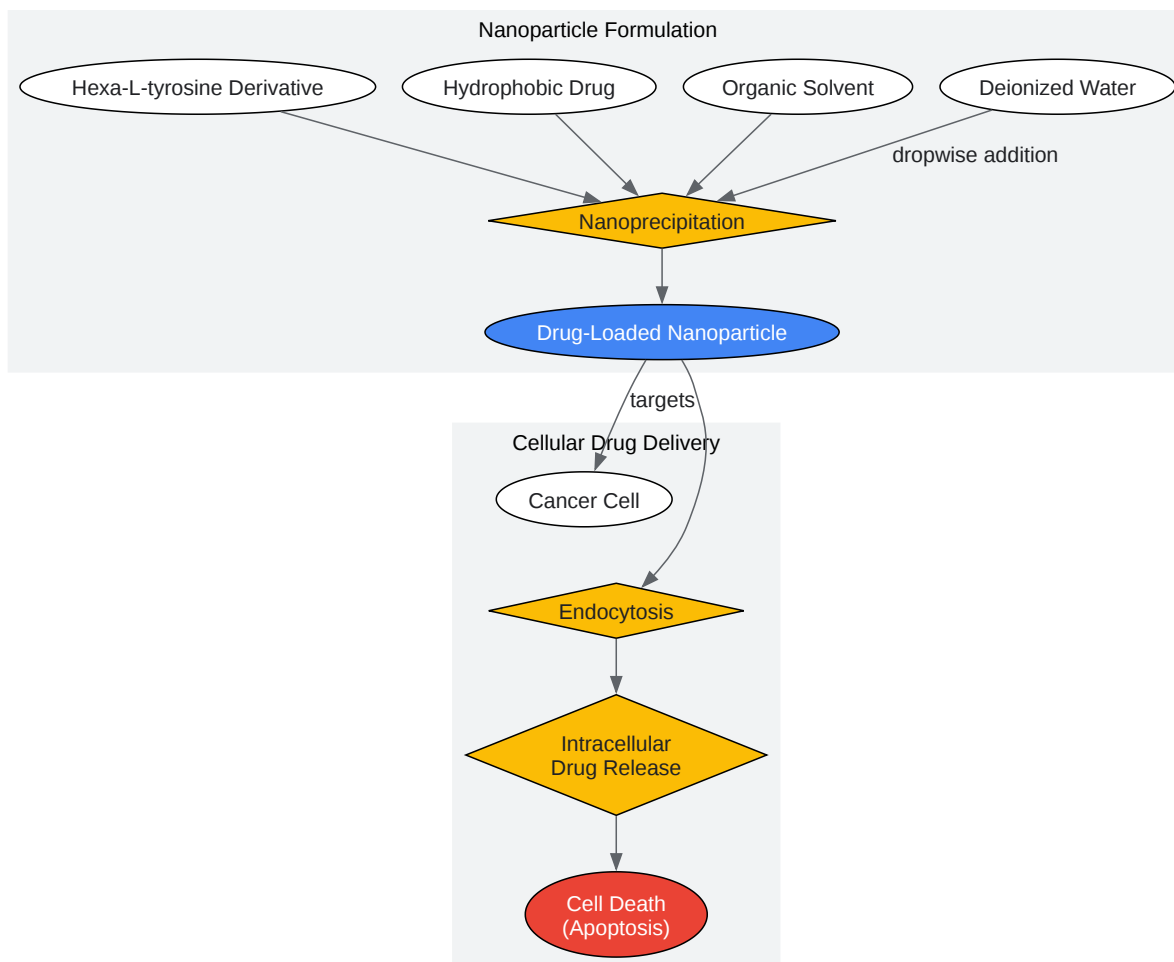 Nanoparticle Formulation
Hexa-L-tyrosine Derivative
Hydrophobic Drug
Organic Solvent
Deionized Water
dropwise addition
Nanoprecipitation
Drug-Loaded Nanoparticle
targets
Cellular Drug Delivery
Cancer Cell
Endocytosis
Intracellular
Drug Release
Cell Death
(Apoptosis)